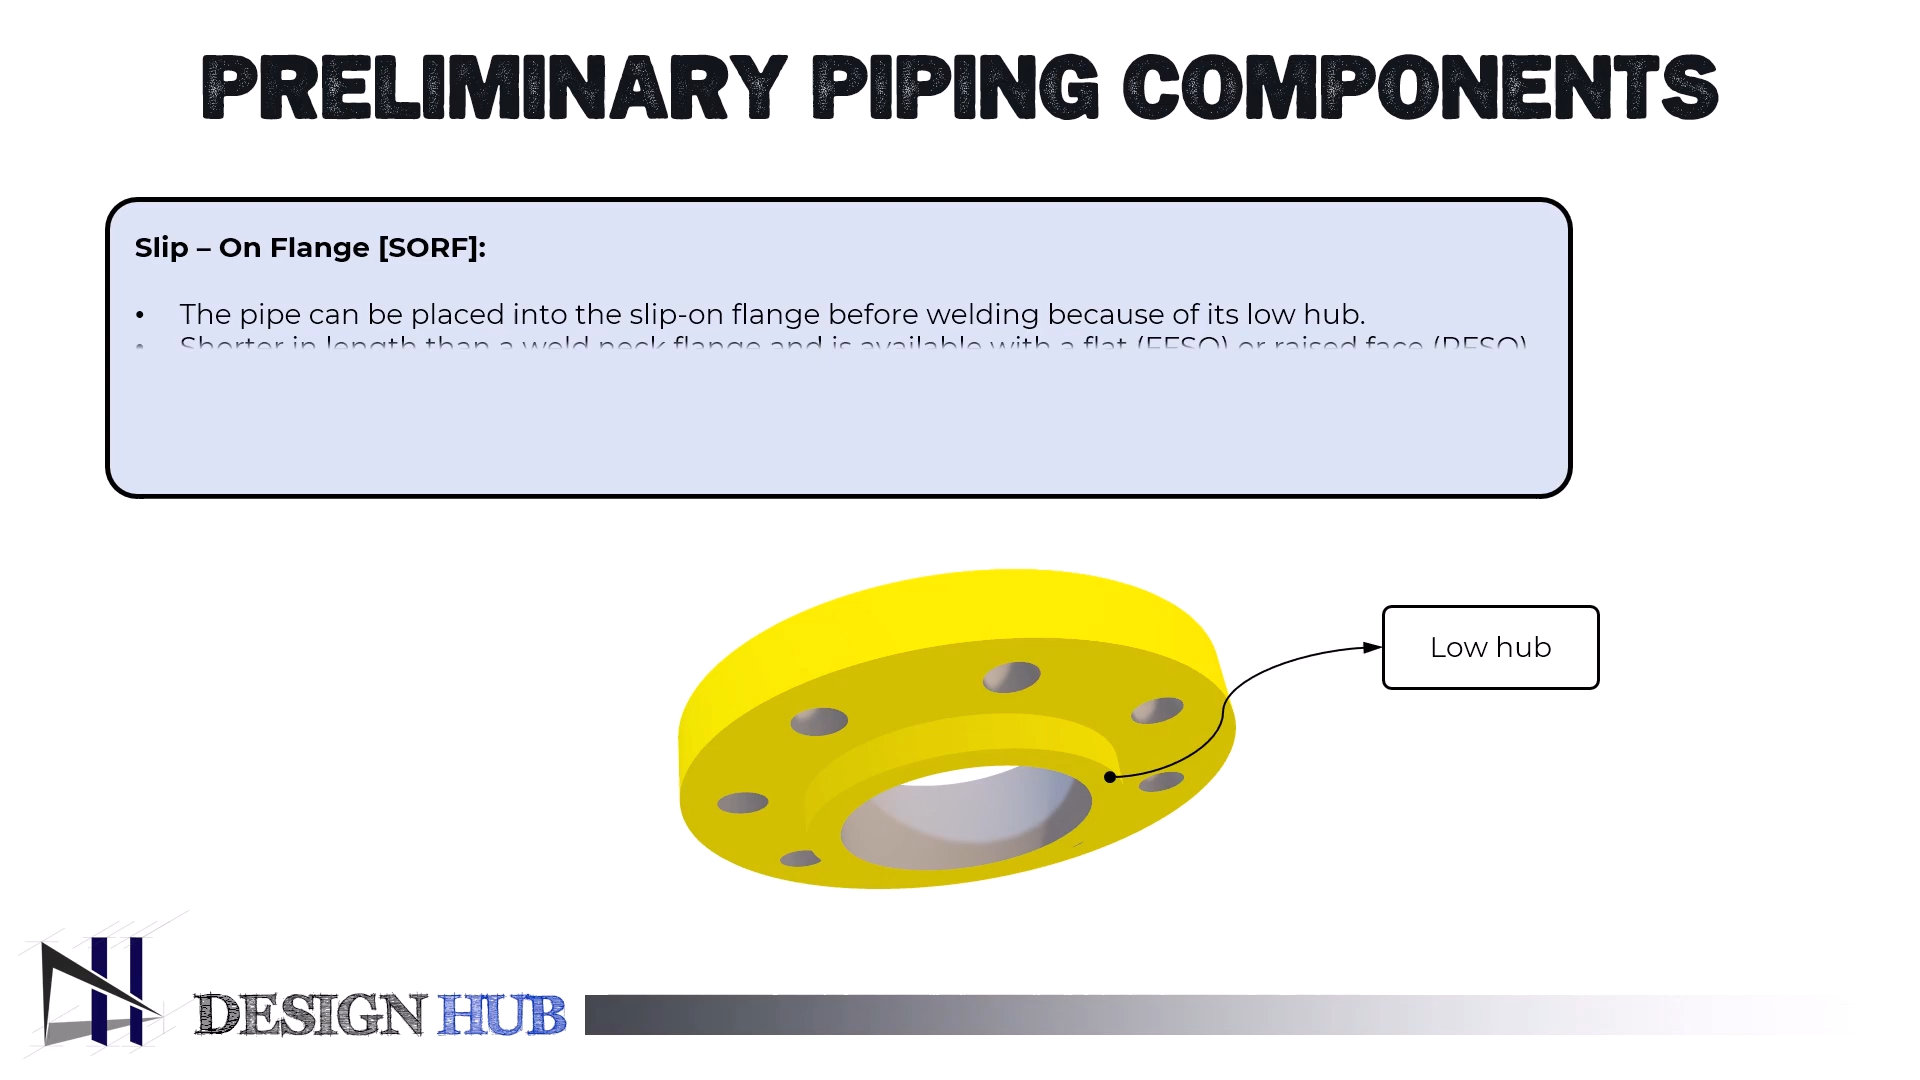 PRELIMINARY PIPING COMPONENTS
Slip – On Flange [SORF]:
• The pipe can be placed into the slip-on flange before welding because of its low hub.
• Shorter in length than a weld neck flange and is available with a flat (FFSO) or raised face (RFSO)
Low hub
DESIGN HUB